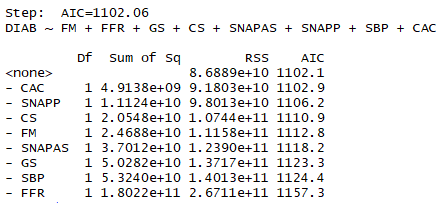 Step:  AIC=1102.06
DIAB ~ FM + FFR + GS + CS + SNAPAS + SNAPP + SBP + CAC
Df Sum of Sq RSS AIC
<none> 8.6889e+10 1102.1
- CAC 1 4.9138e+09 9.1803e+10 1102.9
- SNAPP 1 1.1124e+10 9.8013e+10 1106.2
- CS 1 2.0548e+10 1.0744e+11 1110.9
- FM 1 2.4688e+10 1.1158e+11 1112.8
- SNAPAS 1 3.7012e+10 1.2390e+11 1118.2
- GS 1 5.0282e+10 1.3717e+11 1123.3
- SBP 1 5.3240e+10 1.4013e+11 1124.4
- FFR 1 1.8022e+11 2.6711e+11 1157.3